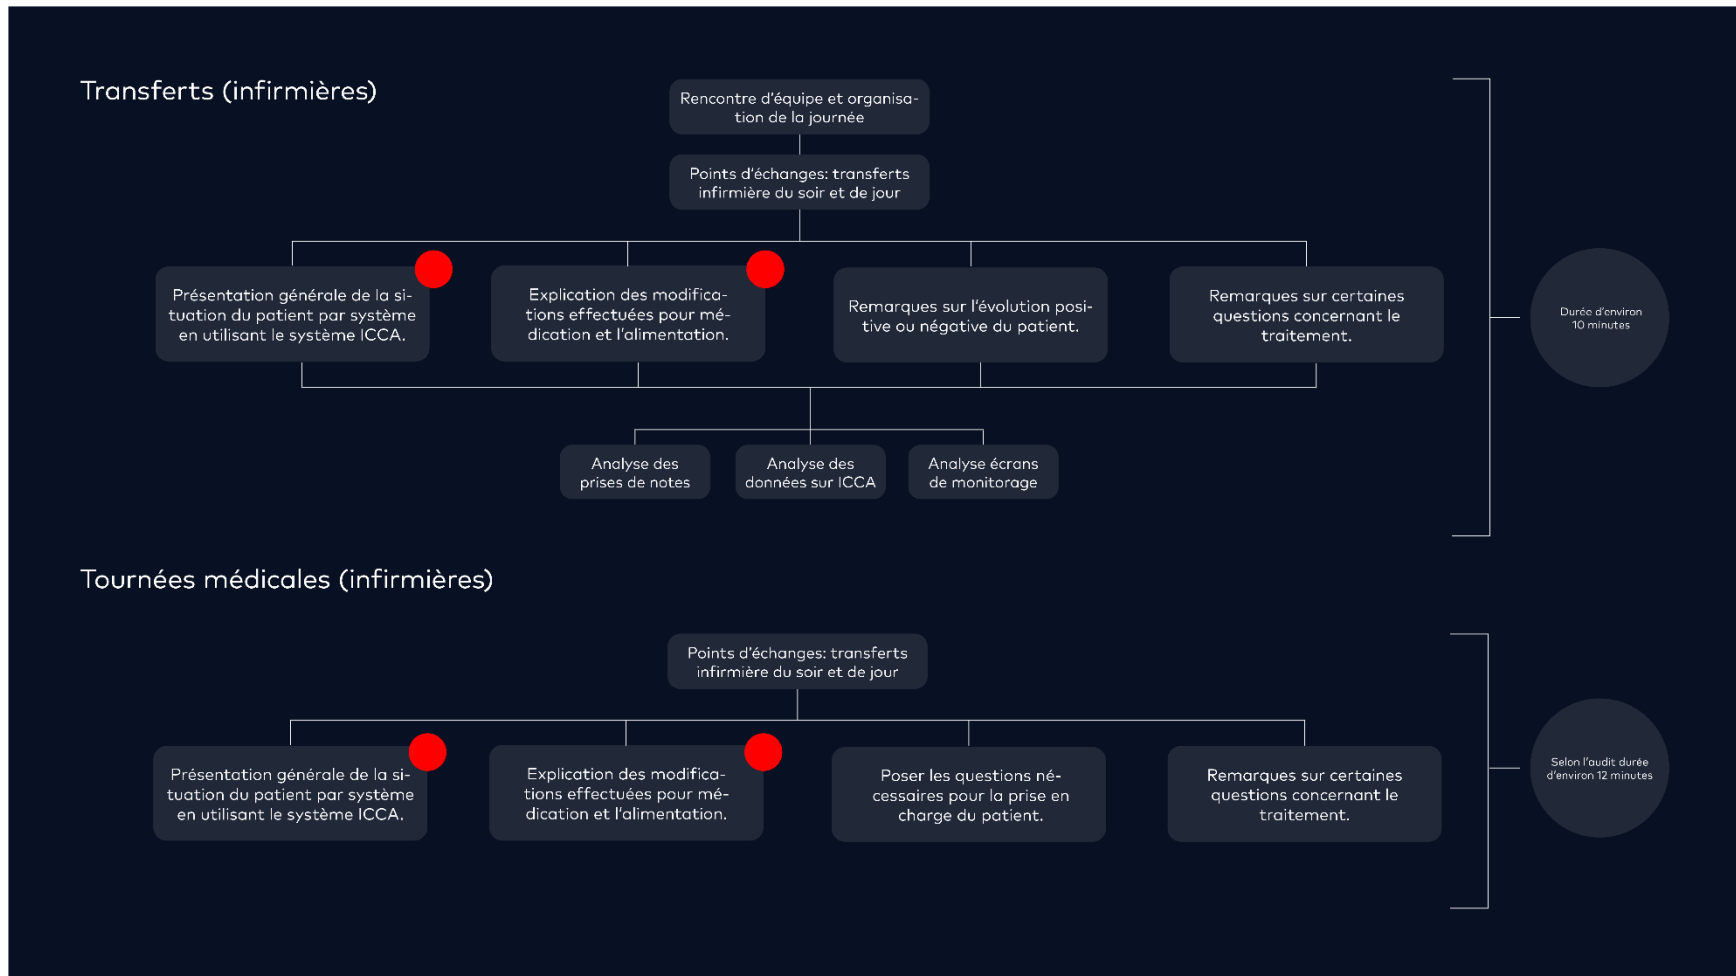 Transferts (infirmières)
Rencontre d'équipe et organisa-
tion de la journée
Points d'échanges: transferts
infirmière du soir et de jour
Présentation générale de la si-
tuation du patient par système
en utilisant le système ICCA.
Explication des modifica-
tions effectuées pour mé-
dication et l'alimentation.
Remarques sur l'évolution posi-
tive ou négative du patient.
Remarques sur certaines
questions concernant le
traitement.
Durée d'environ
10 minutes
Analyse des
prises de notes
Analyse des
données sur ICCA
Analyse écrans
de monitorage
Tournées médicales (infirmières)
Points d'échanges: transferts
infirmière du soir et de jour
Présentation générale de la si-
tuation du patient par système
en utilisant le système ICCA.
Explication des modifica-
tions effectuées pour mé-
dication et l'alimentation.
Poser les questions né-
cessaires pour la prise en
charge du patient.
Remarques sur certaines
questions concernant le
traitement.
Selon l'audit durée
d'environ 12 minutes